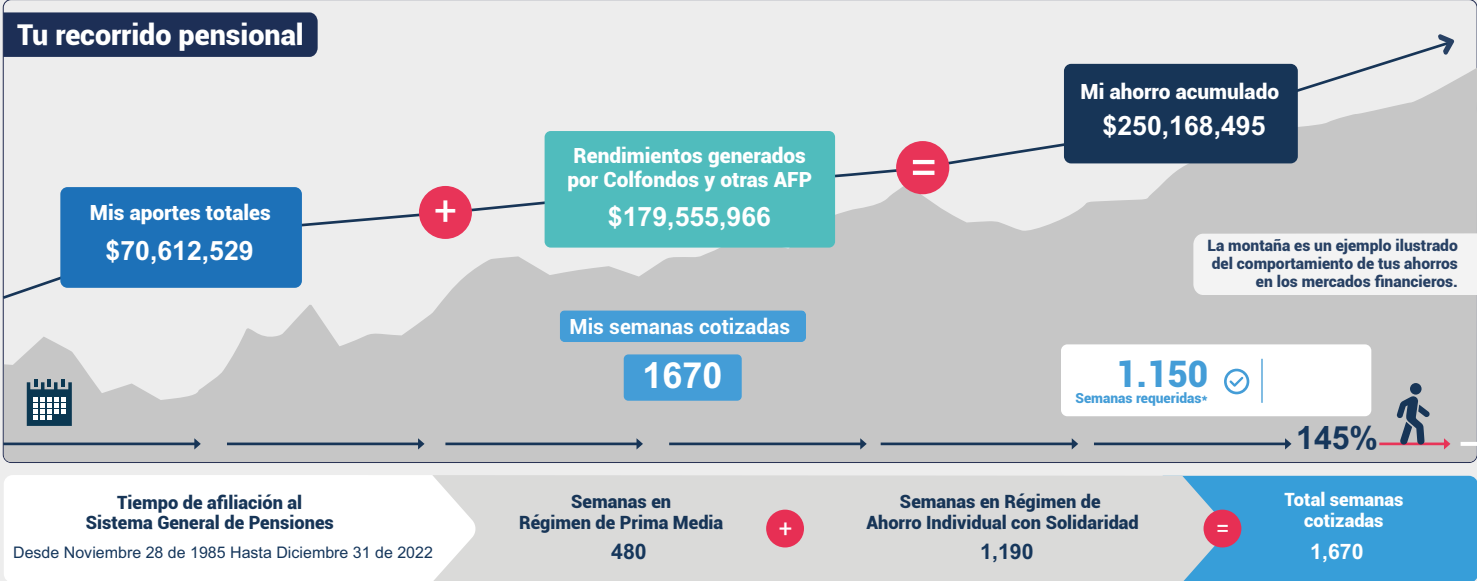 Tu recorrido pensional
Mis aportes totales
$70,612,529
+
Rendimientos generados
por Colfondos y otras AFP
$179,555,966
=
Mi ahorro acumulado
$250,168,495
La montaña es un ejemplo ilustrado
del comportamiento de tus ahorros
en los mercados financieros.
Mis semanas cotizadas
1670
1.150
Semanas requeridas*
145%
Tiempo de afiliación al
Sistema General de Pensiones
Desde Noviembre 28 de 1985 Hasta Diciembre 31 de 2022
Semanas en
Régimen de Prima Media
480
+
Semanas en Régimen de
Ahorro Individual con Solidaridad
1,190
=
Total semanas
cotizadas
1,670